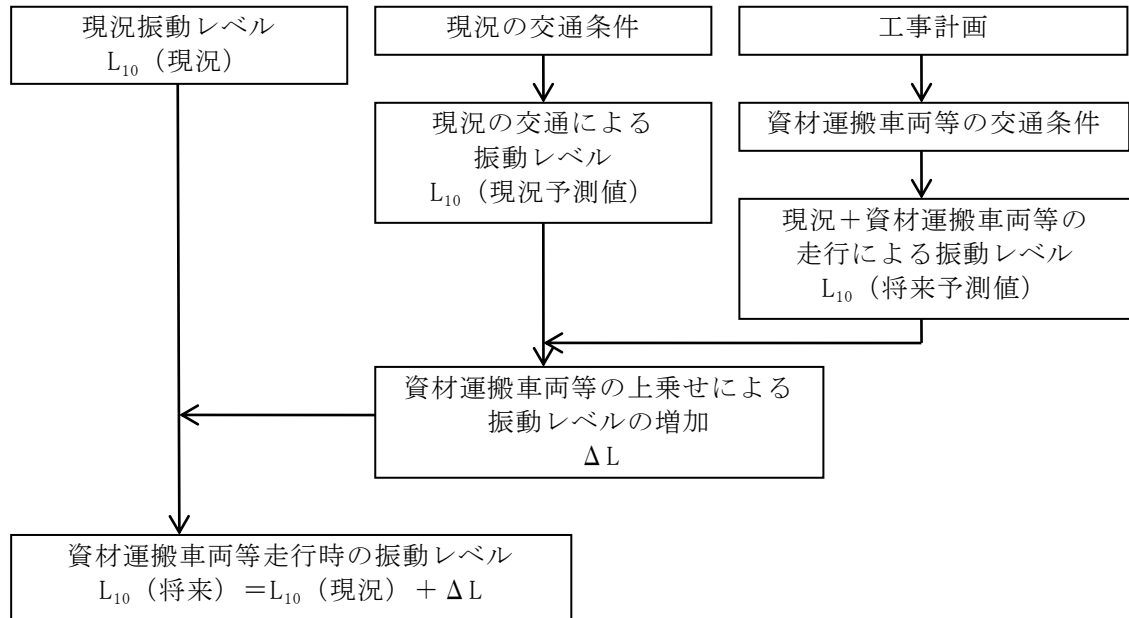 現況振動レベル
L₁₀（現況）
現況の交通条件
工事計画
現況の交通による
振動レベル
L₁₀（現況予測値）
資材運搬車両等の交通条件
現況＋資材運搬車両等の
走行による振動レベル
L₁₀（将来予測値）
資材運搬車両等の上乗せによる
振動レベルの増加
ΔL
資材運搬車両等走行時の振動レベル
L₁₀（将来）＝L₁₀（現況）＋ΔL